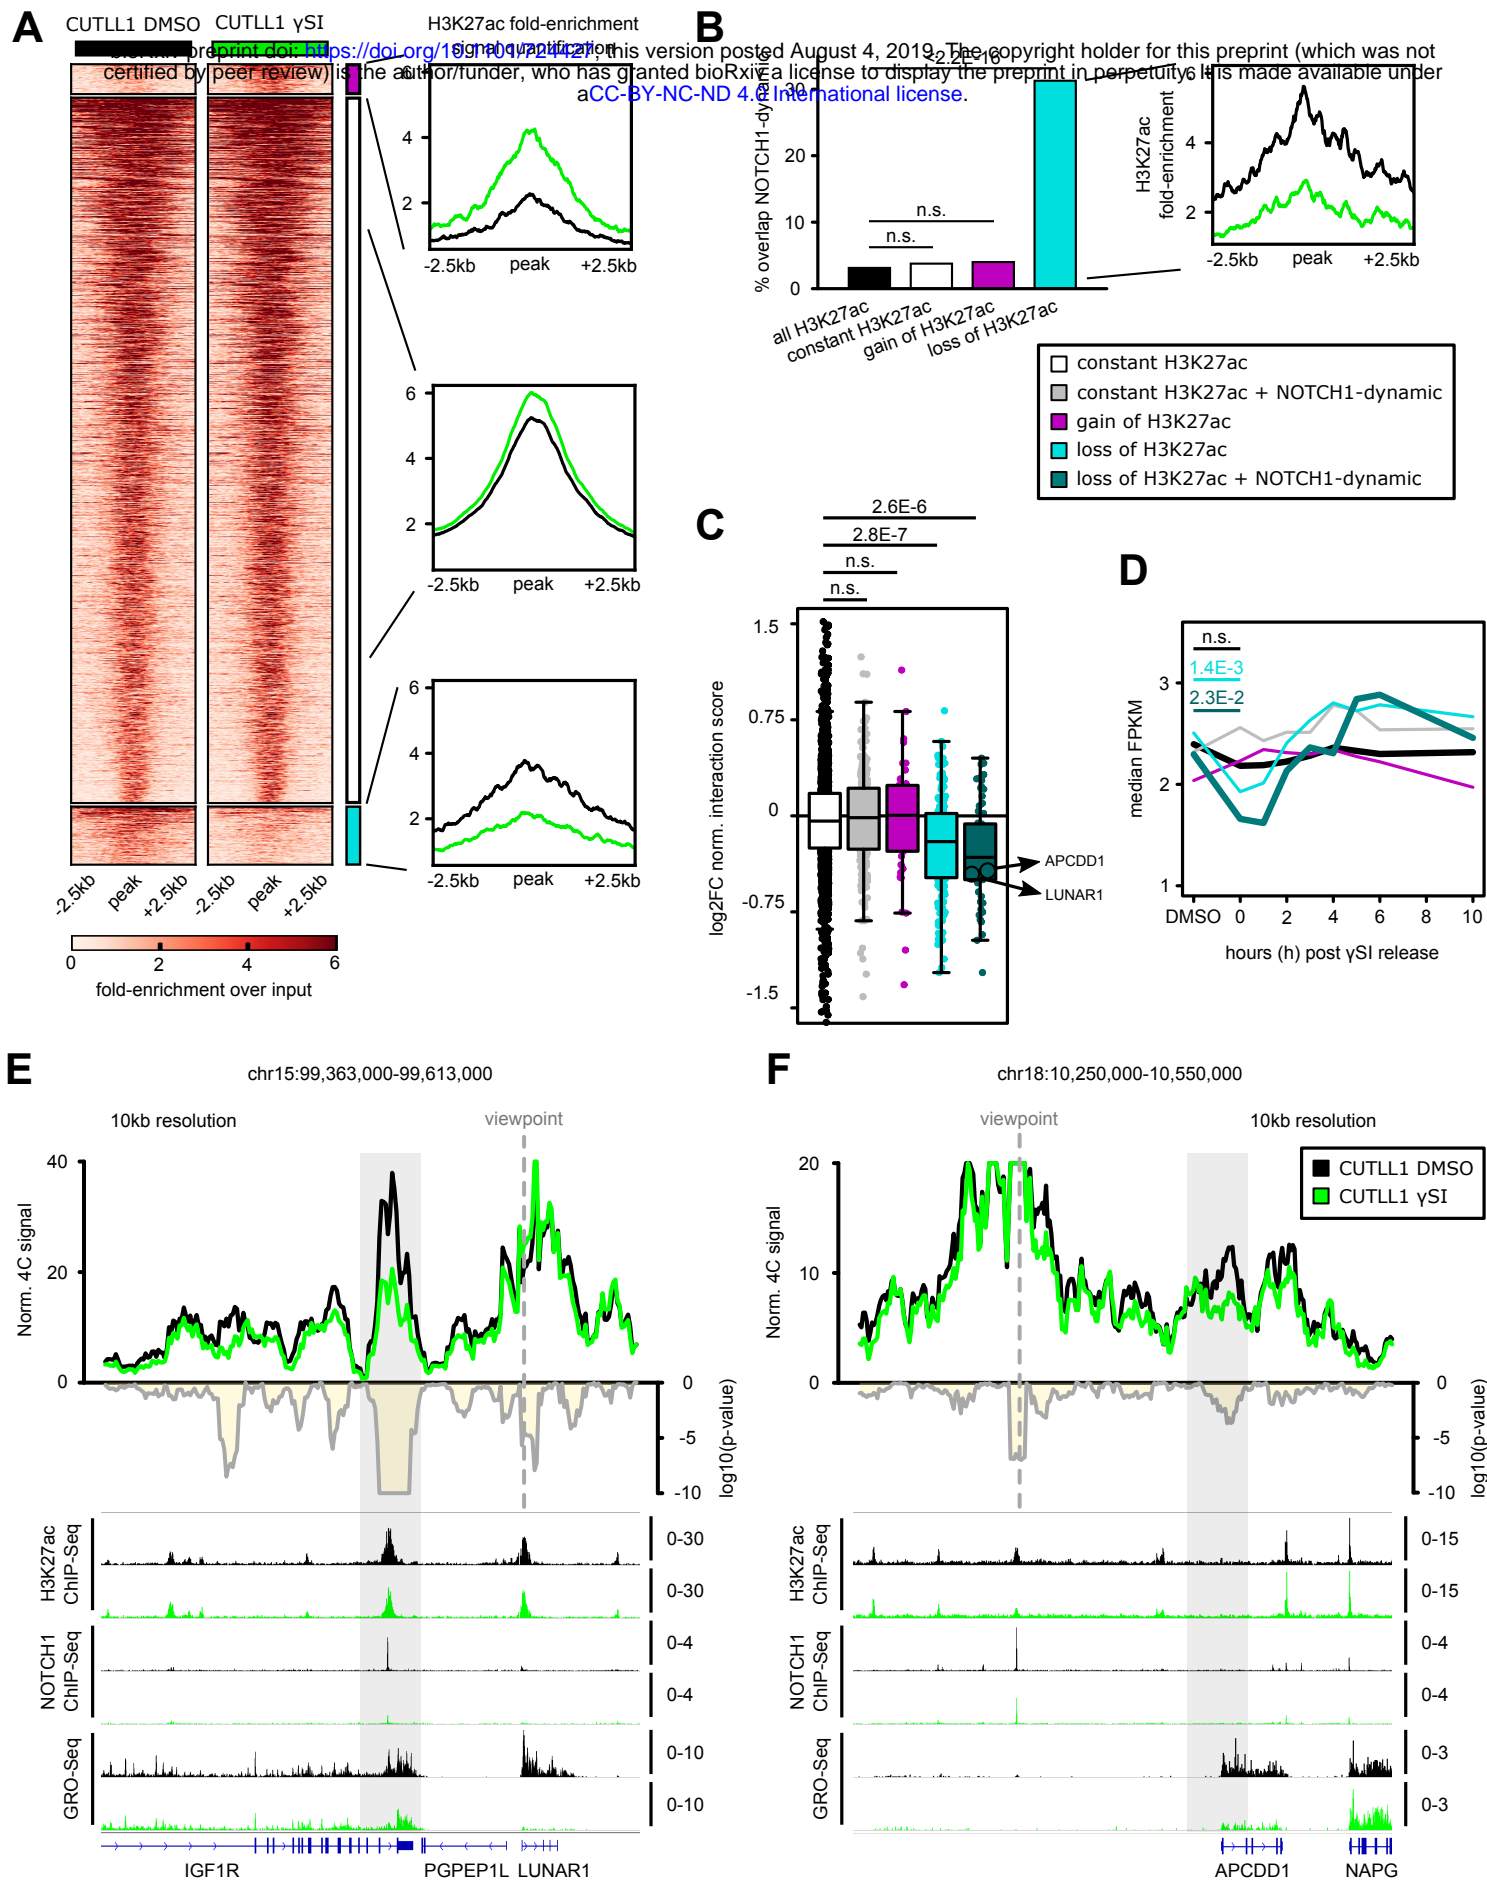 A
CUTLL1 DMSO
CUTLL1 γSI
H3K27ac fold-enrichment
signal quantification
bioRxiv preprint doi: https://doi.org/10.1101/724427; this version posted August 4, 2019. The copyright holder for this preprint (which was not
certified by peer review) is the author/funder, who has granted bioRxiv a license to display the preprint in perpetuity. It is made available under
aCC-BY-NC-ND 4.0 International license.
6
4
2
-2.5kb peak +2.5kb
6
4
2
-2.5kb peak +2.5kb
6
4
2
-2.5kb peak +2.5kb
-2.5kb peak +2.5kb -2.5kb peak +2.5kb
0 2 4 6
fold-enrichment over input
B
% overlap NOTCH1-dynamic
30
20
10
0
<2.2E-16
n.s.
n.s.
all H3K27ac
constant H3K27ac
gain of H3K27ac
loss of H3K27ac
H3K27ac
fold-enrichment
6
4
2
-2.5kb peak +2.5kb
constant H3K27ac
constant H3K27ac + NOTCH1-dynamic
gain of H3K27ac
loss of H3K27ac
loss of H3K27ac + NOTCH1-dynamic
C
2.6E-6
2.8E-7
n.s.
n.s.
log2FC norm. interaction score
1.5
0.75
0
-0.75
-1.5
APCDD1
LUNAR1
D
n.s.
1.4E-3
2.3E-2
median FPKM
3
2
1
DMSO 0 2 4 6 8 10
hours (h) post γSI release
E
chr15:99,363,000-99,613,000
10kb resolution
viewpoint
Norm. 4C signal
40
20
0
0
-5
-10
log10(p-value)
H3K27ac
ChIP-Seq
0-30
0-30
NOTCH1
ChIP-Seq
0-4
0-4
GRO-Seq
0-10
0-10
IGF1R PGPEP1L LUNAR1
F
chr18:10,250,000-10,550,000
viewpoint
10kb resolution
CUTLL1 DMSO
CUTLL1 γSI
Norm. 4C signal
20
10
0
0
-5
-10
log10(p-value)
H3K27ac
ChIP-Seq
0-15
0-15
NOTCH1
ChIP-Seq
0-4
0-4
GRO-Seq
0-3
0-3
APCDD1 NAPG